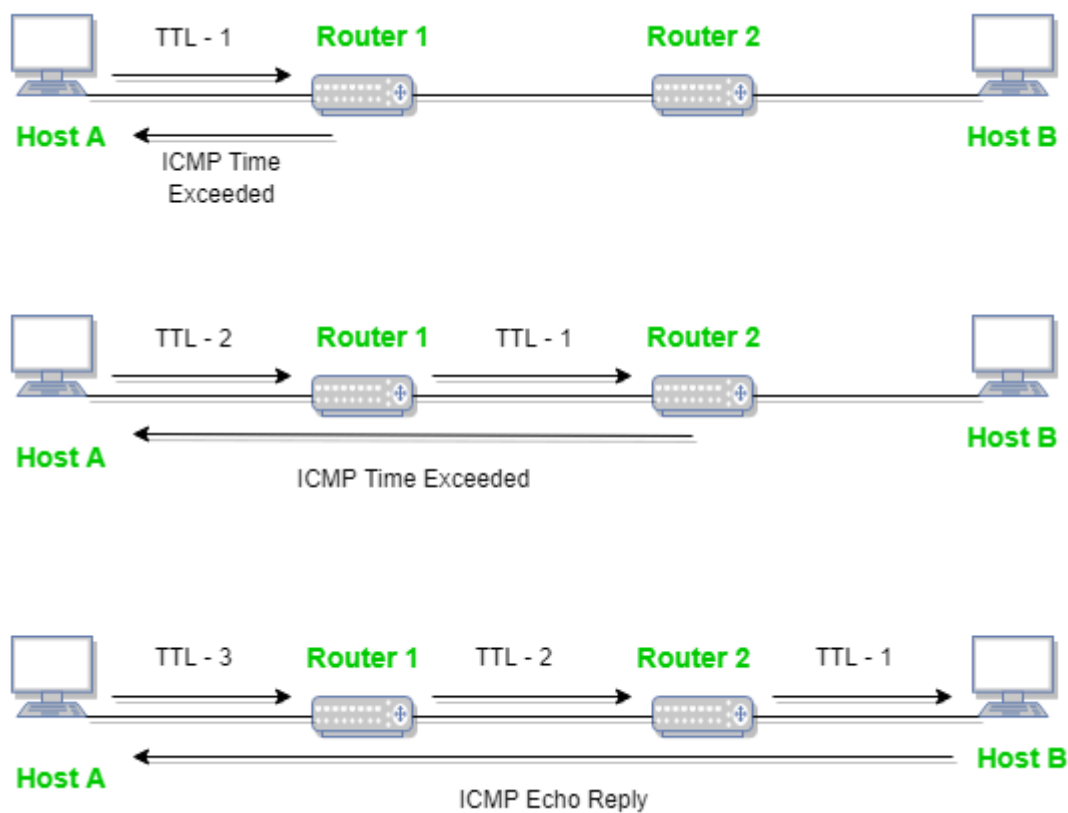 TTL - 1
Router 1
Router 2
Host A
Host B
ICMP Time
Exceeded
TTL - 2
Router 1
TTL - 1
Router 2
Host A
Host B
ICMP Time Exceeded
TTL - 3
Router 1
TTL - 2
Router 2
TTL - 1
Host A
Host B
ICMP Echo Reply